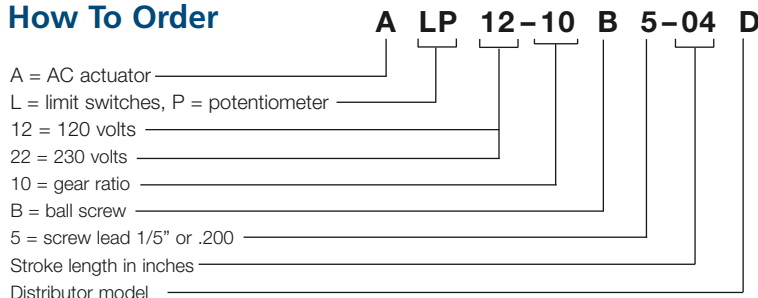 How To Order
A LP 12–10 B 5–04 D
A = AC actuator
L = limit switches, P = potentiometer
12 = 120 volts
22 = 230 volts
10 = gear ratio
B = ball screw
5 = screw lead 1/5” or .200
Stroke length in inches
Distributor model